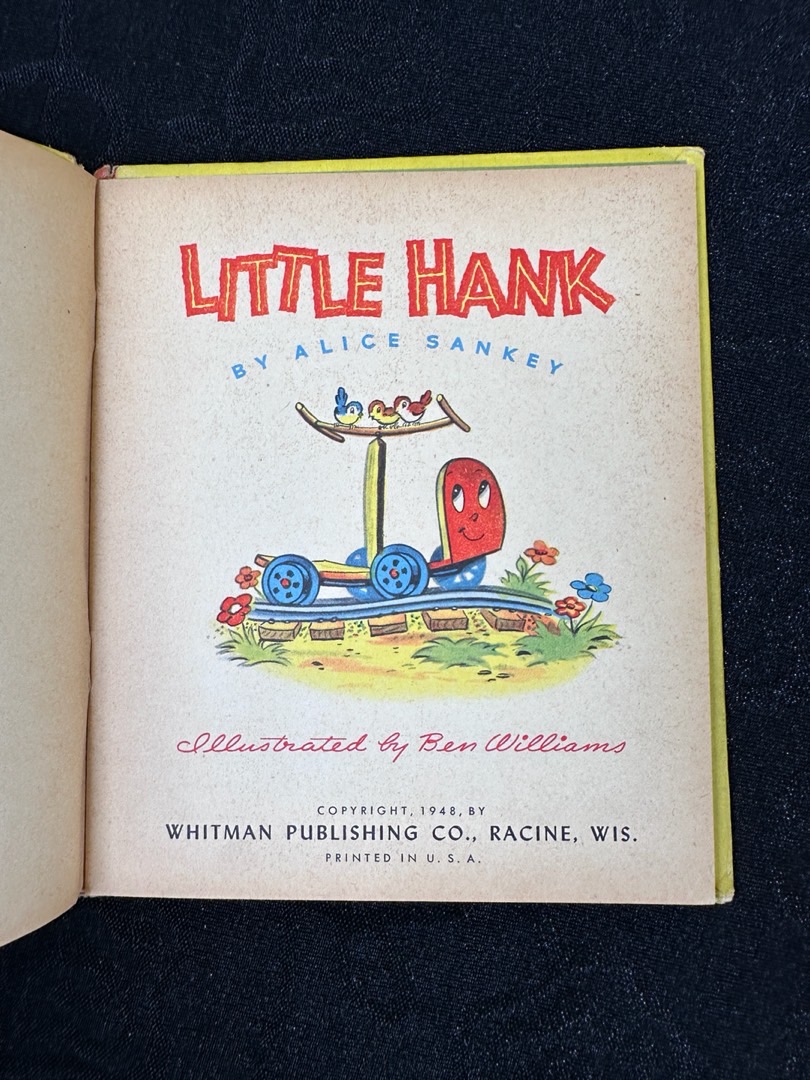 LITTLE HANK
BY ALICE SANKEY
Illustrated by Ben Williams
COPYRIGHT, 1948, BY
WHITMAN PUBLISHING CO., RACINE, WIS.
PRINTED IN U. S. A.